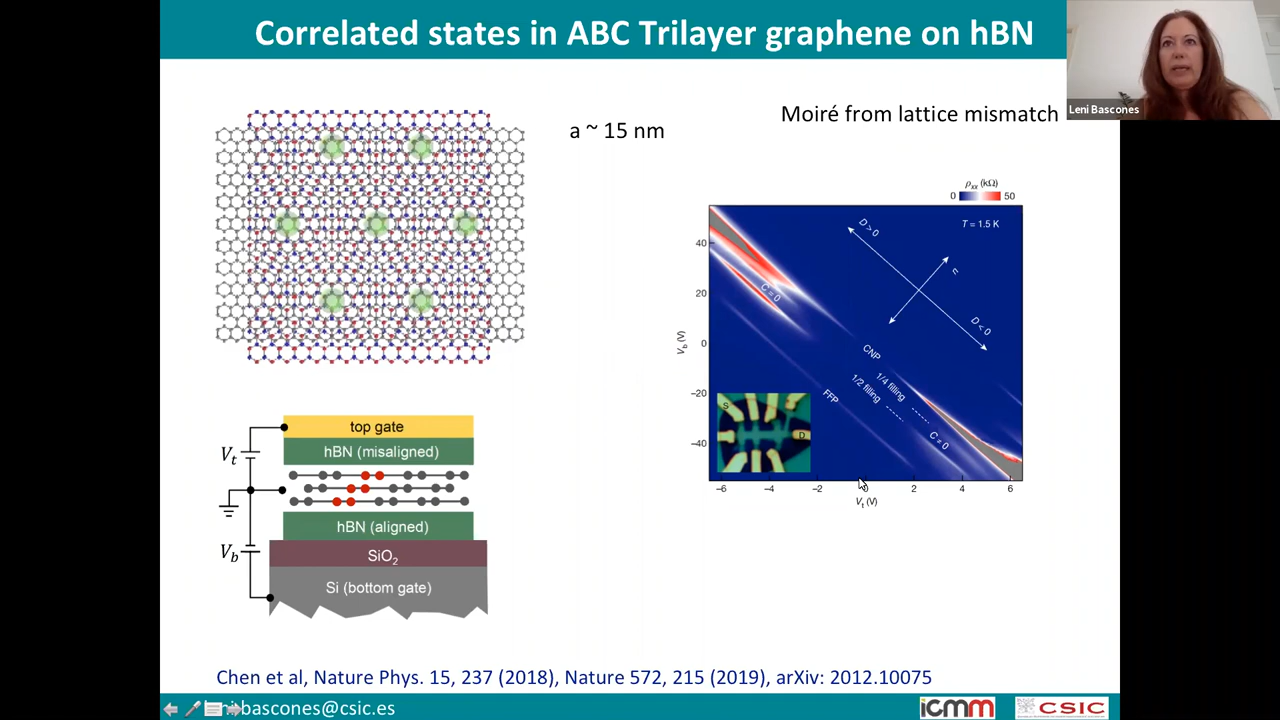 Correlated states in ABC Trilayer graphene on hBN
Leni Bascones
Moiré from lattice mismatch
a ~ 15 nm
ρxx (kΩ)
0 50
T = 1.5 K
D > 0
n
D < 0
C = 0
CNP
1/4 filling
1/2 filling
FFP
C = 0
S
D
40
20
0
−20
−40
Vb (V)
−6 −4 −2 0 2 4 6
Vt (V)
top gate
hBN (misaligned)
Vt
hBN (aligned)
Vb
SiO2
Si (bottom gate)
Chen et al, Nature Phys. 15, 237 (2018), Nature 572, 215 (2019), arXiv: 2012.10075
bascones@csic.es
icmm
CSIC